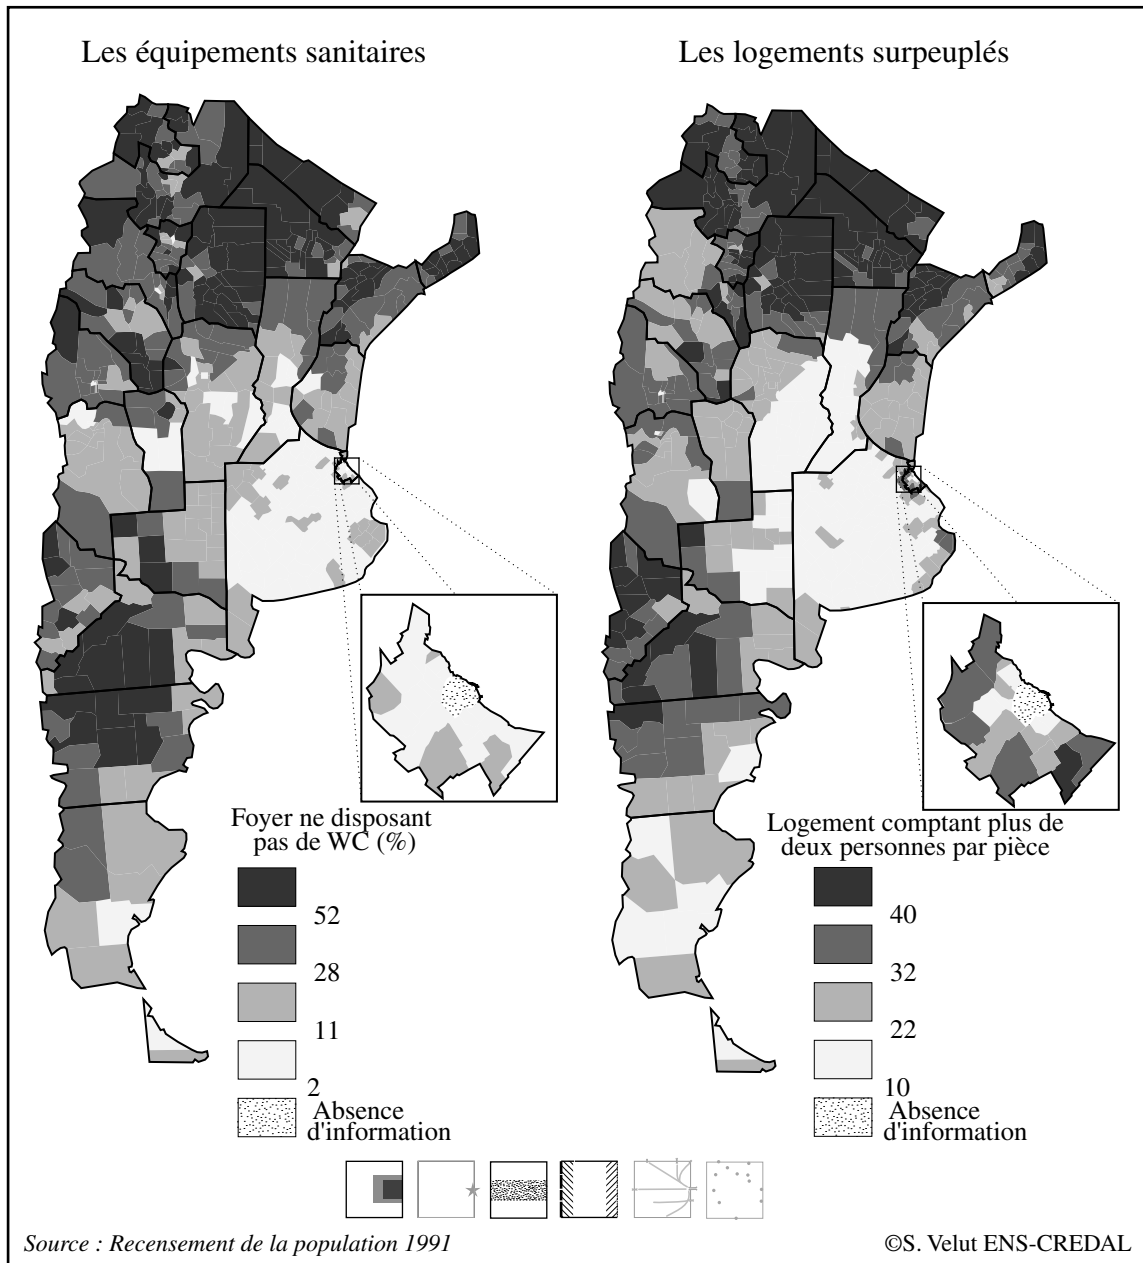 Les équipements sanitaires
Les logements surpeuplés
Foyer ne disposant
pas de WC (%)
52
28
11
2
Absence
d'information
Logement comptant plus de
deux personnes par pièce
40
32
22
10
Absence
d'information
Source : Recensement de la population 1991
©S. Velut ENS-CREDAL